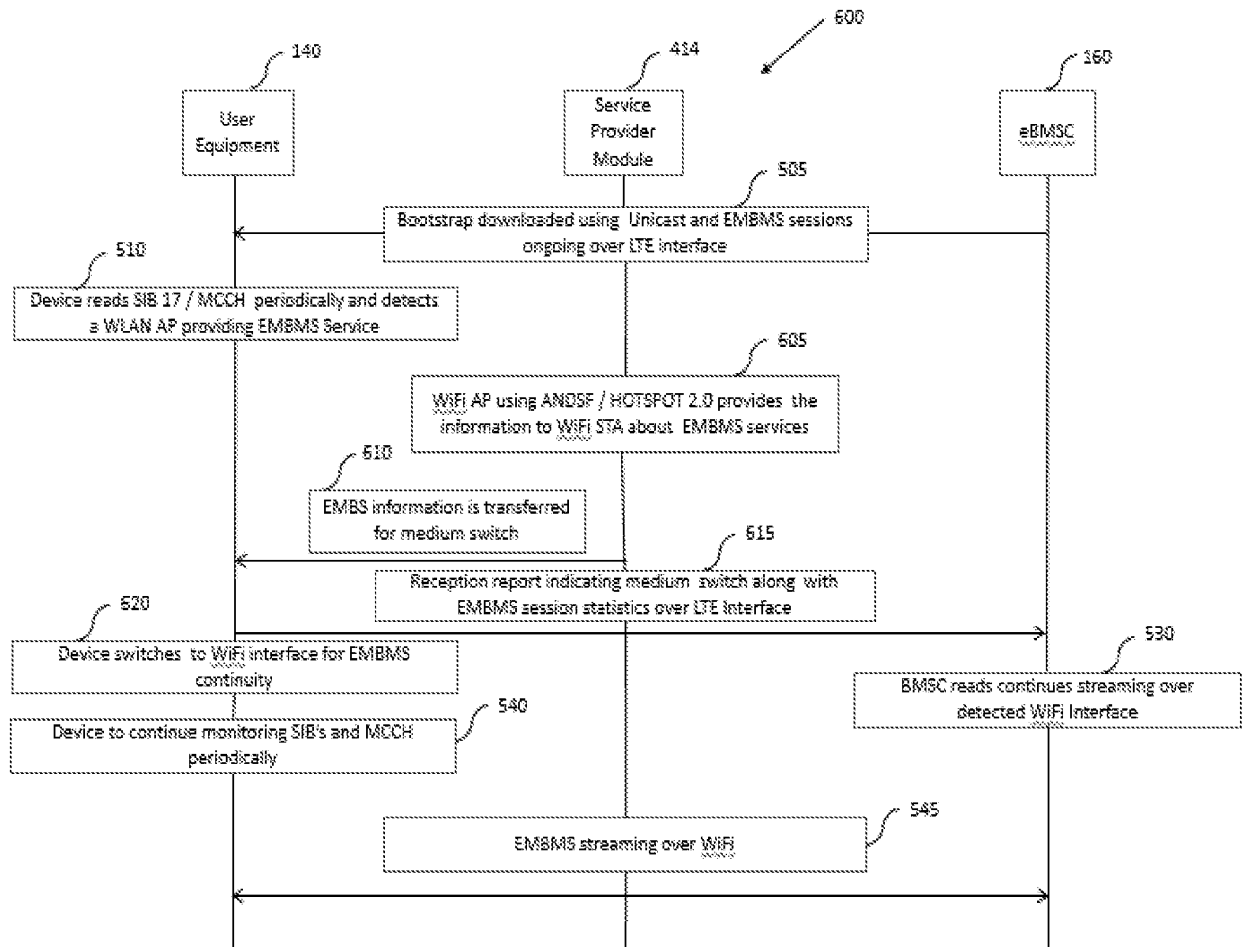 600
140
414
160
User
Equipment
Service
Provider
Module
eBMSC
505
Bootstrap downloaded using Unicast and EMBMS sessions
ongoing over LTE interface
510
Device reads SIB 17 / MCCH periodically and detects
a WLAN AP providing EMBMS Service
605
WiFi AP using ANDSF / HOTSPOT 2.0 provides the
information to WiFi STA about EMBMS services
610
EMBS information is transferred
for medium switch
615
Reception report indicating medium switch along with
EMBMS session statistics over LTE Interface
620
Device switches to WiFi interface for EMBMS
continuity
530
BMSC reads continues streaming over
detected WiFi Interface
540
Device to continue monitoring SIB's and MCCH
periodically
545
EMBMS streaming over WiFi